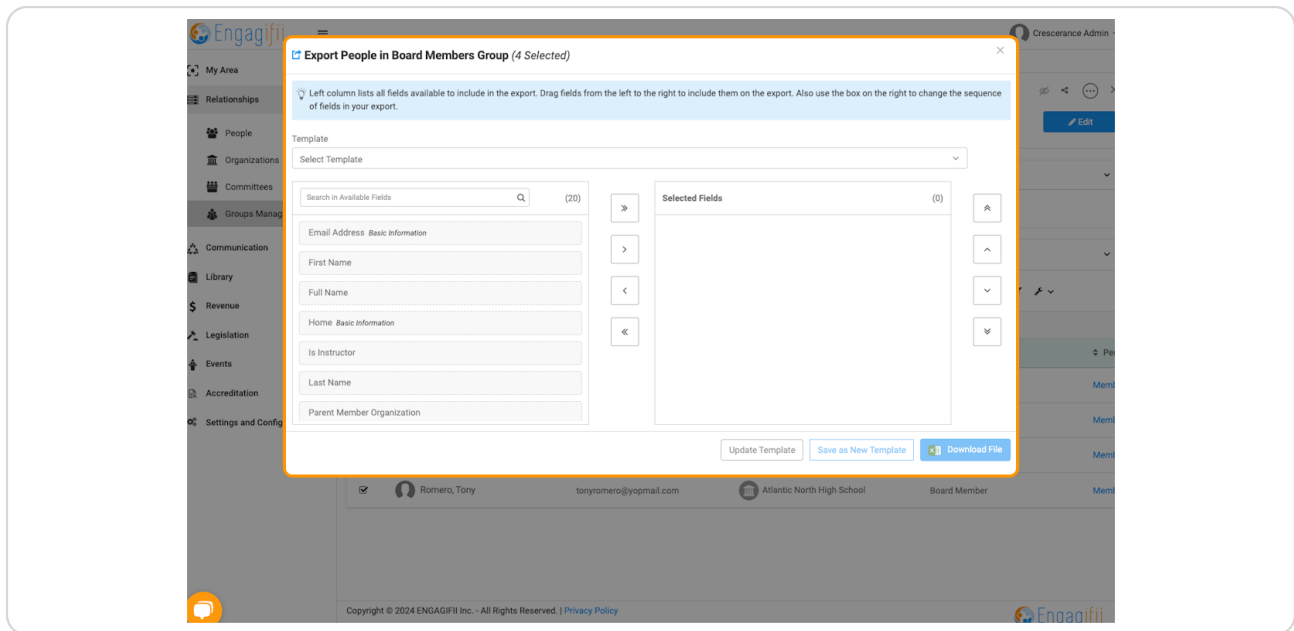 Engagifii
Crescerance Admin
My Area
Relationships
People
Organizations
Committees
Groups Manag
Communication
Library
Revenue
Legislation
Events
Accreditation
Settings and Config
Export People in Board Members Group (4 Selected)
Left column lists all fields available to include in the export. Drag fields from the left to the right to include them on the export. Also use the box on the right to change the sequence
of fields in your export.
Template
Select Template
Search in Available Fields
(20)
Email Address Basic Information
First Name
Full Name
Home Basic Information
Is Instructor
Last Name
Parent Member Organization
Selected Fields
(0)
Update Template
Save as New Template
Download File
Edit
Pe
Memb
Memb
Memb
Romero, Tony
tonyromero@yopmail.com
Atlantic North High School
Board Member
Memb
Copyright © 2024 ENGAGIFII Inc. - All Rights Reserved. | Privacy Policy
Engagifii